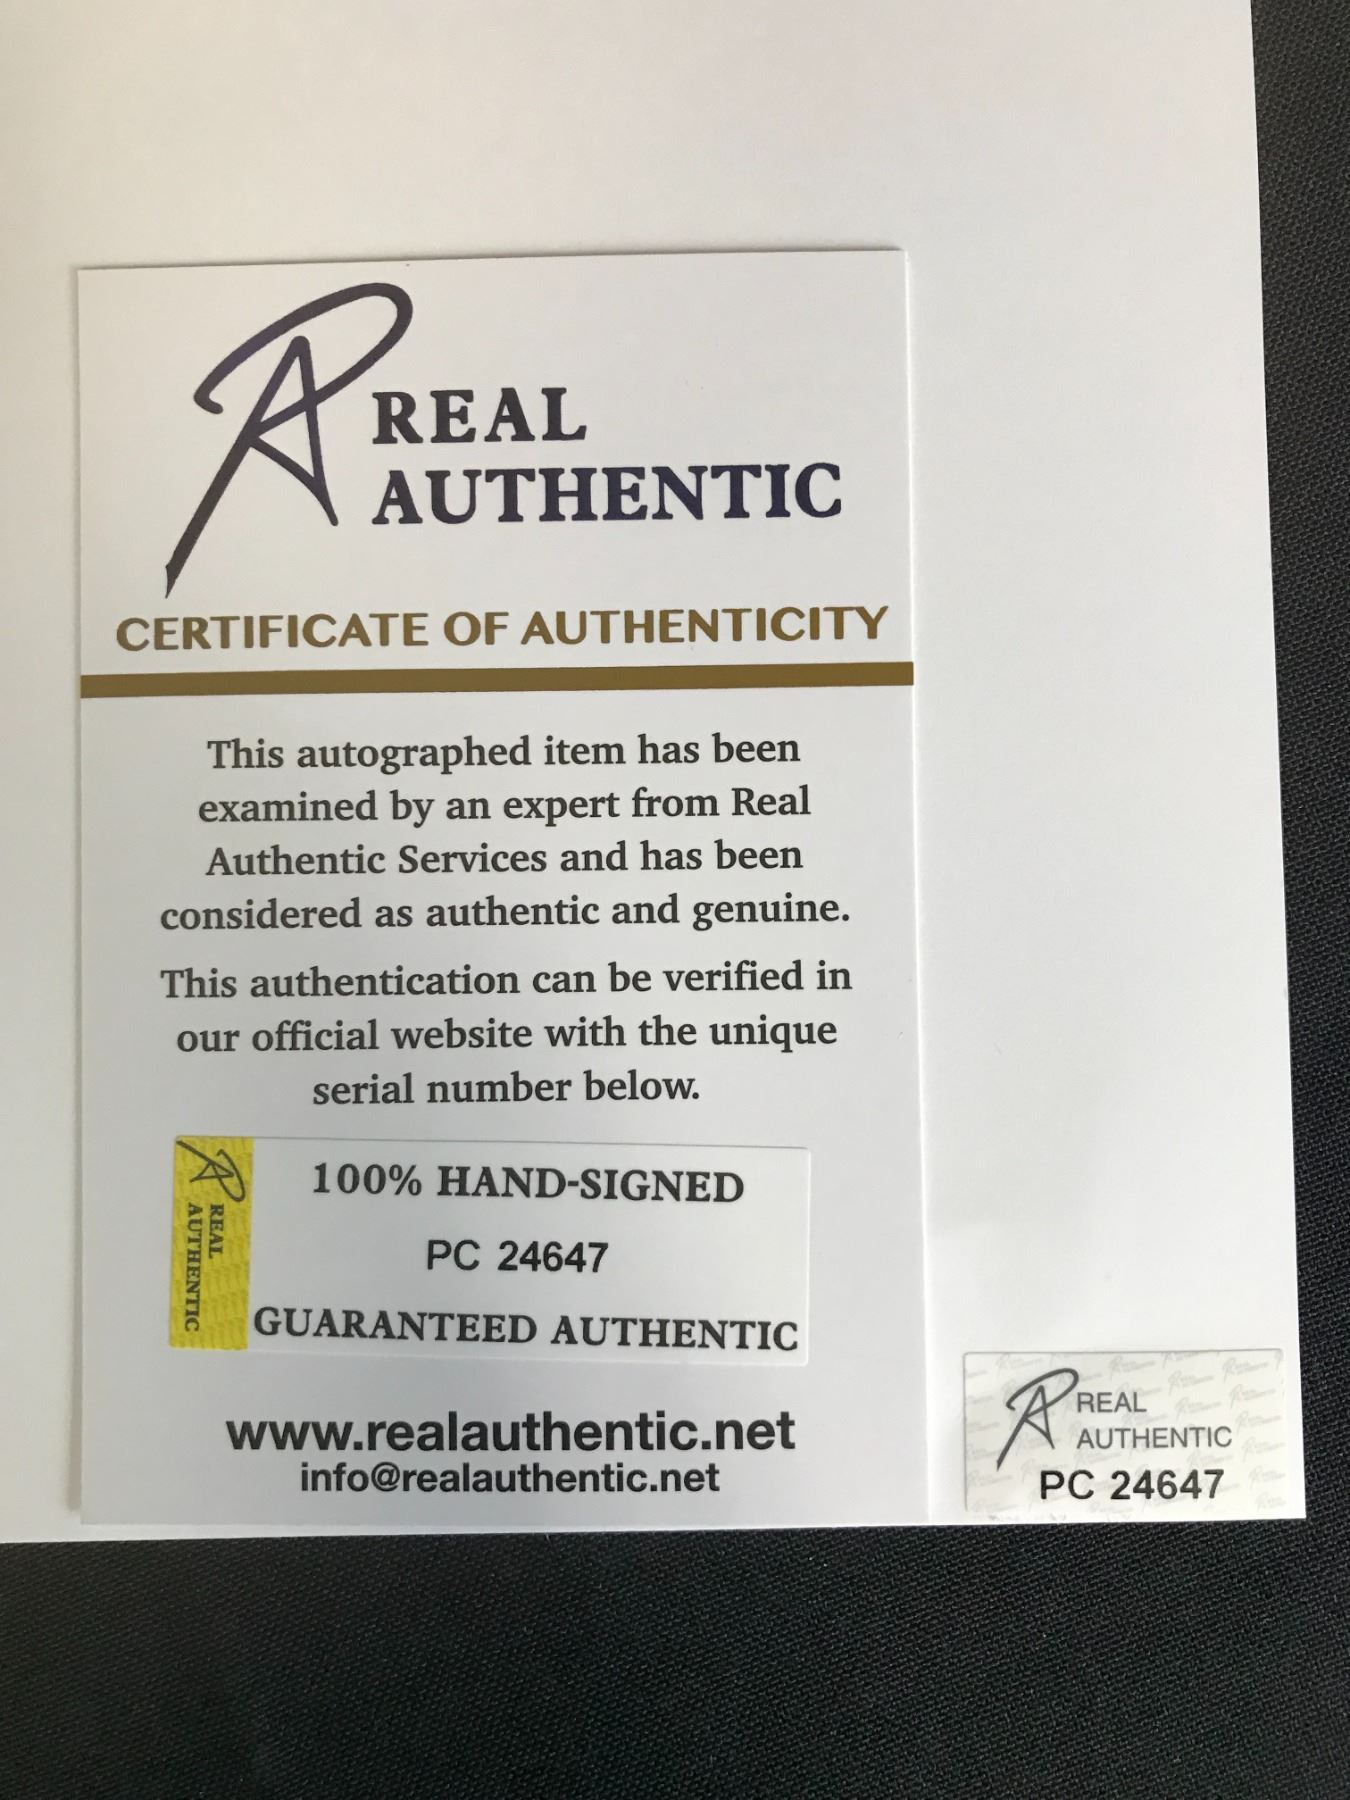 REAL
AUTHENTIC
CERTIFICATE OF AUTHENTICITY
This autographed item has been
examined by an expert from Real
Authentic Services and has been
considered as authentic and genuine.
This authentication can be verified in
our official website with the unique
serial number below.
REAL
AUTHENTIC
100% HAND-SIGNED
PC 24647
GUARANTEED AUTHENTIC
www.realauthentic.net
info@realauthentic.net
REAL
AUTHENTIC
PC 24647